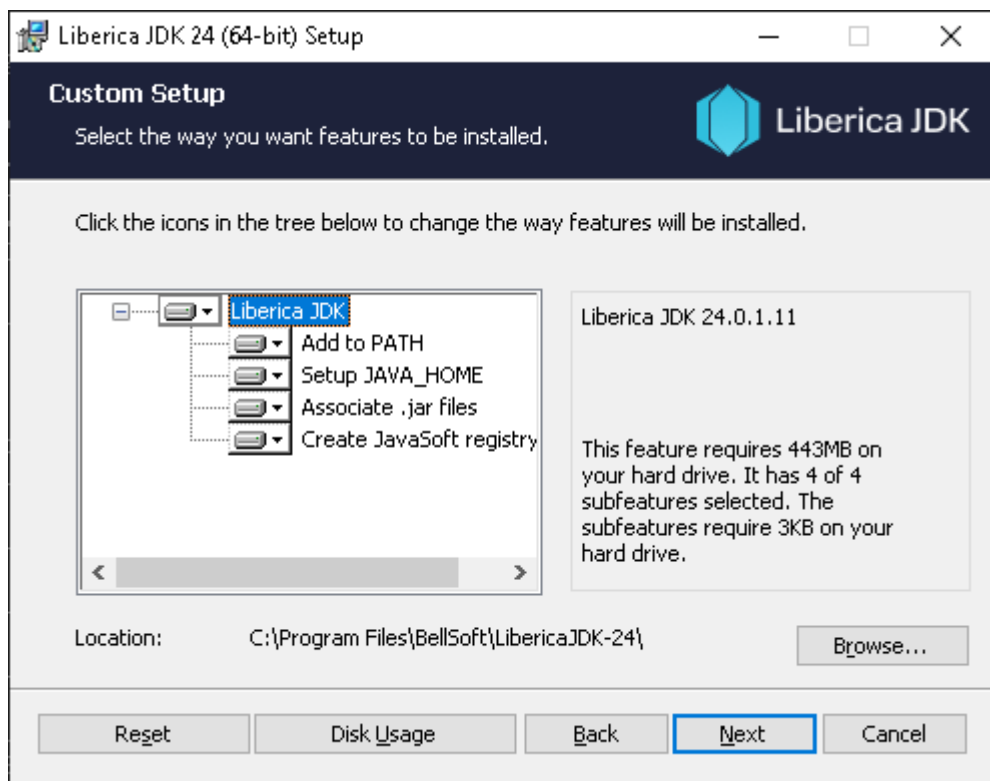 Liberica JDK 24 (64-bit) Setup
Custom Setup
Select the way you want features to be installed.
Liberica JDK
Click the icons in the tree below to change the way features will be installed.
Liberica JDK
Add to PATH
Setup JAVA_HOME
Associate .jar files
Create JavaSoft registry
Liberica JDK 24.0.1.11
This feature requires 443MB on
your hard drive. It has 4 of 4
subfeatures selected. The
subfeatures require 3KB on your
hard drive.
Location: C:\Program Files\BellSoft\LibericaJDK-24\
Browse...
Reset Disk Usage Back Next Cancel